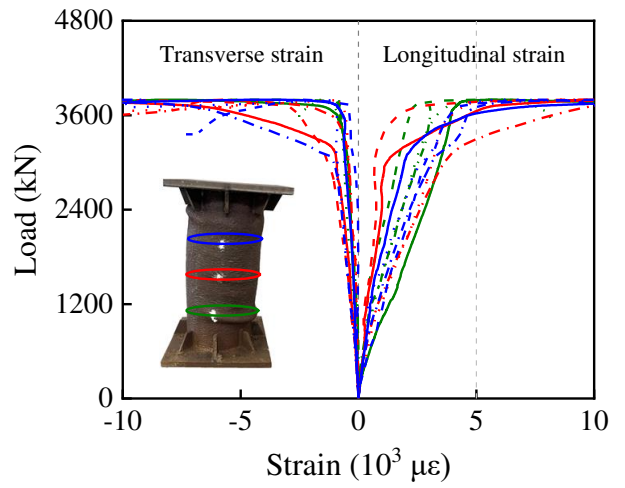 4800
Transverse strain
Longitudinal strain
3600
2400
1200
0
Load (kN)
-10
-5
0
5
10
Strain (10³ με)